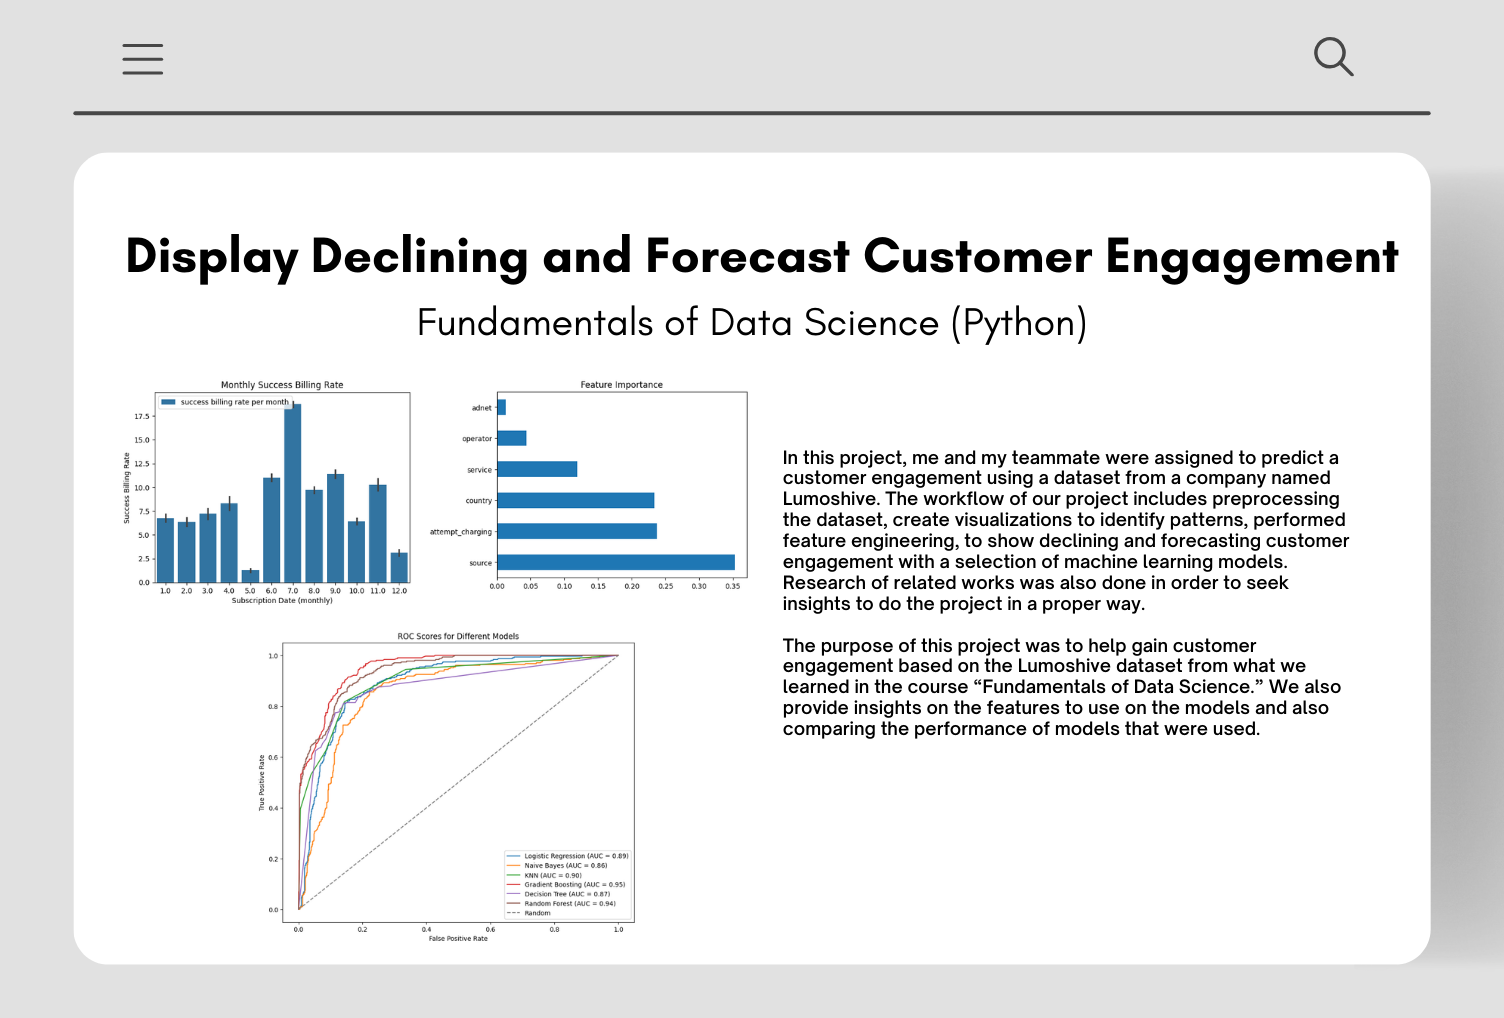 Display Declining and Forecast Customer Engagement
Fundamentals of Data Science (Python)
Monthly Success Billing Rate
success billing rate per month
Success Billing Rate
17.5
15.0
12.5
10.0
7.5
5.0
2.5
0.0
1.0 2.0 3.0 4.0 5.0 6.0 7.0 8.0 9.0 10.0 11.0 12.0
Subscription Date (monthly)
Feature Importance
adnet
operator
service
country
attempt_charging
source
0.00 0.05 0.10 0.15 0.20 0.25 0.30 0.35
ROC Scores for Different Models
True Positive Rate
1.0
0.8
0.6
0.4
0.2
0.0
Logistic Regression (AUC = 0.89)
Naive Bayes (AUC = 0.86)
KNN (AUC = 0.90)
Gradient Boosting (AUC = 0.95)
Decision Tree (AUC = 0.87)
Random Forest (AUC = 0.94)
Random
0.0 0.2 0.4 0.6 0.8 1.0
False Positive Rate
In this project, me and my teammate were assigned to predict a
customer engagement using a dataset from a company named
Lumoshive. The workflow of our project includes preprocessing
the dataset, create visualizations to identify patterns, performed
feature engineering, to show declining and forecasting customer
engagement with a selection of machine learning models.
Research of related works was also done in order to seek
insights to do the project in a proper way.
The purpose of this project was to help gain customer
engagement based on the Lumoshive dataset from what we
learned in the course “Fundamentals of Data Science.” We also
provide insights on the features to use on the models and also
comparing the performance of models that were used.